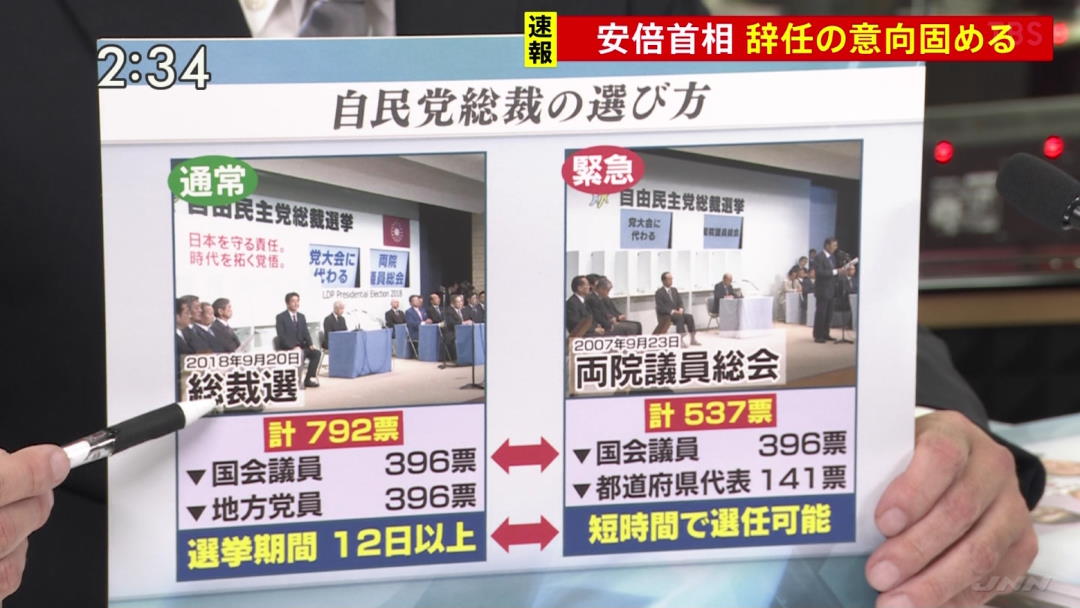 2:34
速報
安倍首相 辞任の意向固める
TBS
自民党総裁の選び方
通常
自由民主党総裁選挙
日本を守る責任。
時代を拓く覚悟。
党大会に
代わる
両院
議員総会
LDP Presidential Election 2018
2018年9月20日
総裁選
計 792票
▼国会議員 396票
▼地方党員 396票
選挙期間 12日以上
緊急
自由民主党総裁選挙
党大会に
代わる
議員総会
2007年9月23日
両院議員総会
計 537票
▼国会議員 396票
▼都道府県代表 141票
短時間で選任可能
JNN